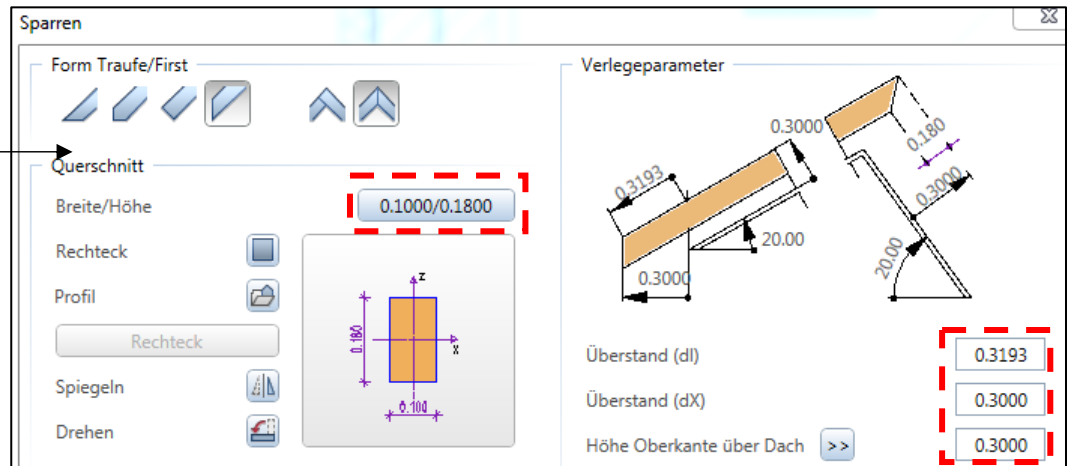 Sparren
Form Traufe/First
Querschnitt
Breite/Höhe 0.1000/0.1800
Rechteck
Profil
Rechteck
Spiegeln
Drehen
z
x
0.180
0.100
Verlegeparameter
0.3000
0.180
0.3193
0.3000
20.00
20.00
0.3000
Überstand (dl) 0.3193
Überstand (dX) 0.3000
Höhe Oberkante über Dach >> 0.3000